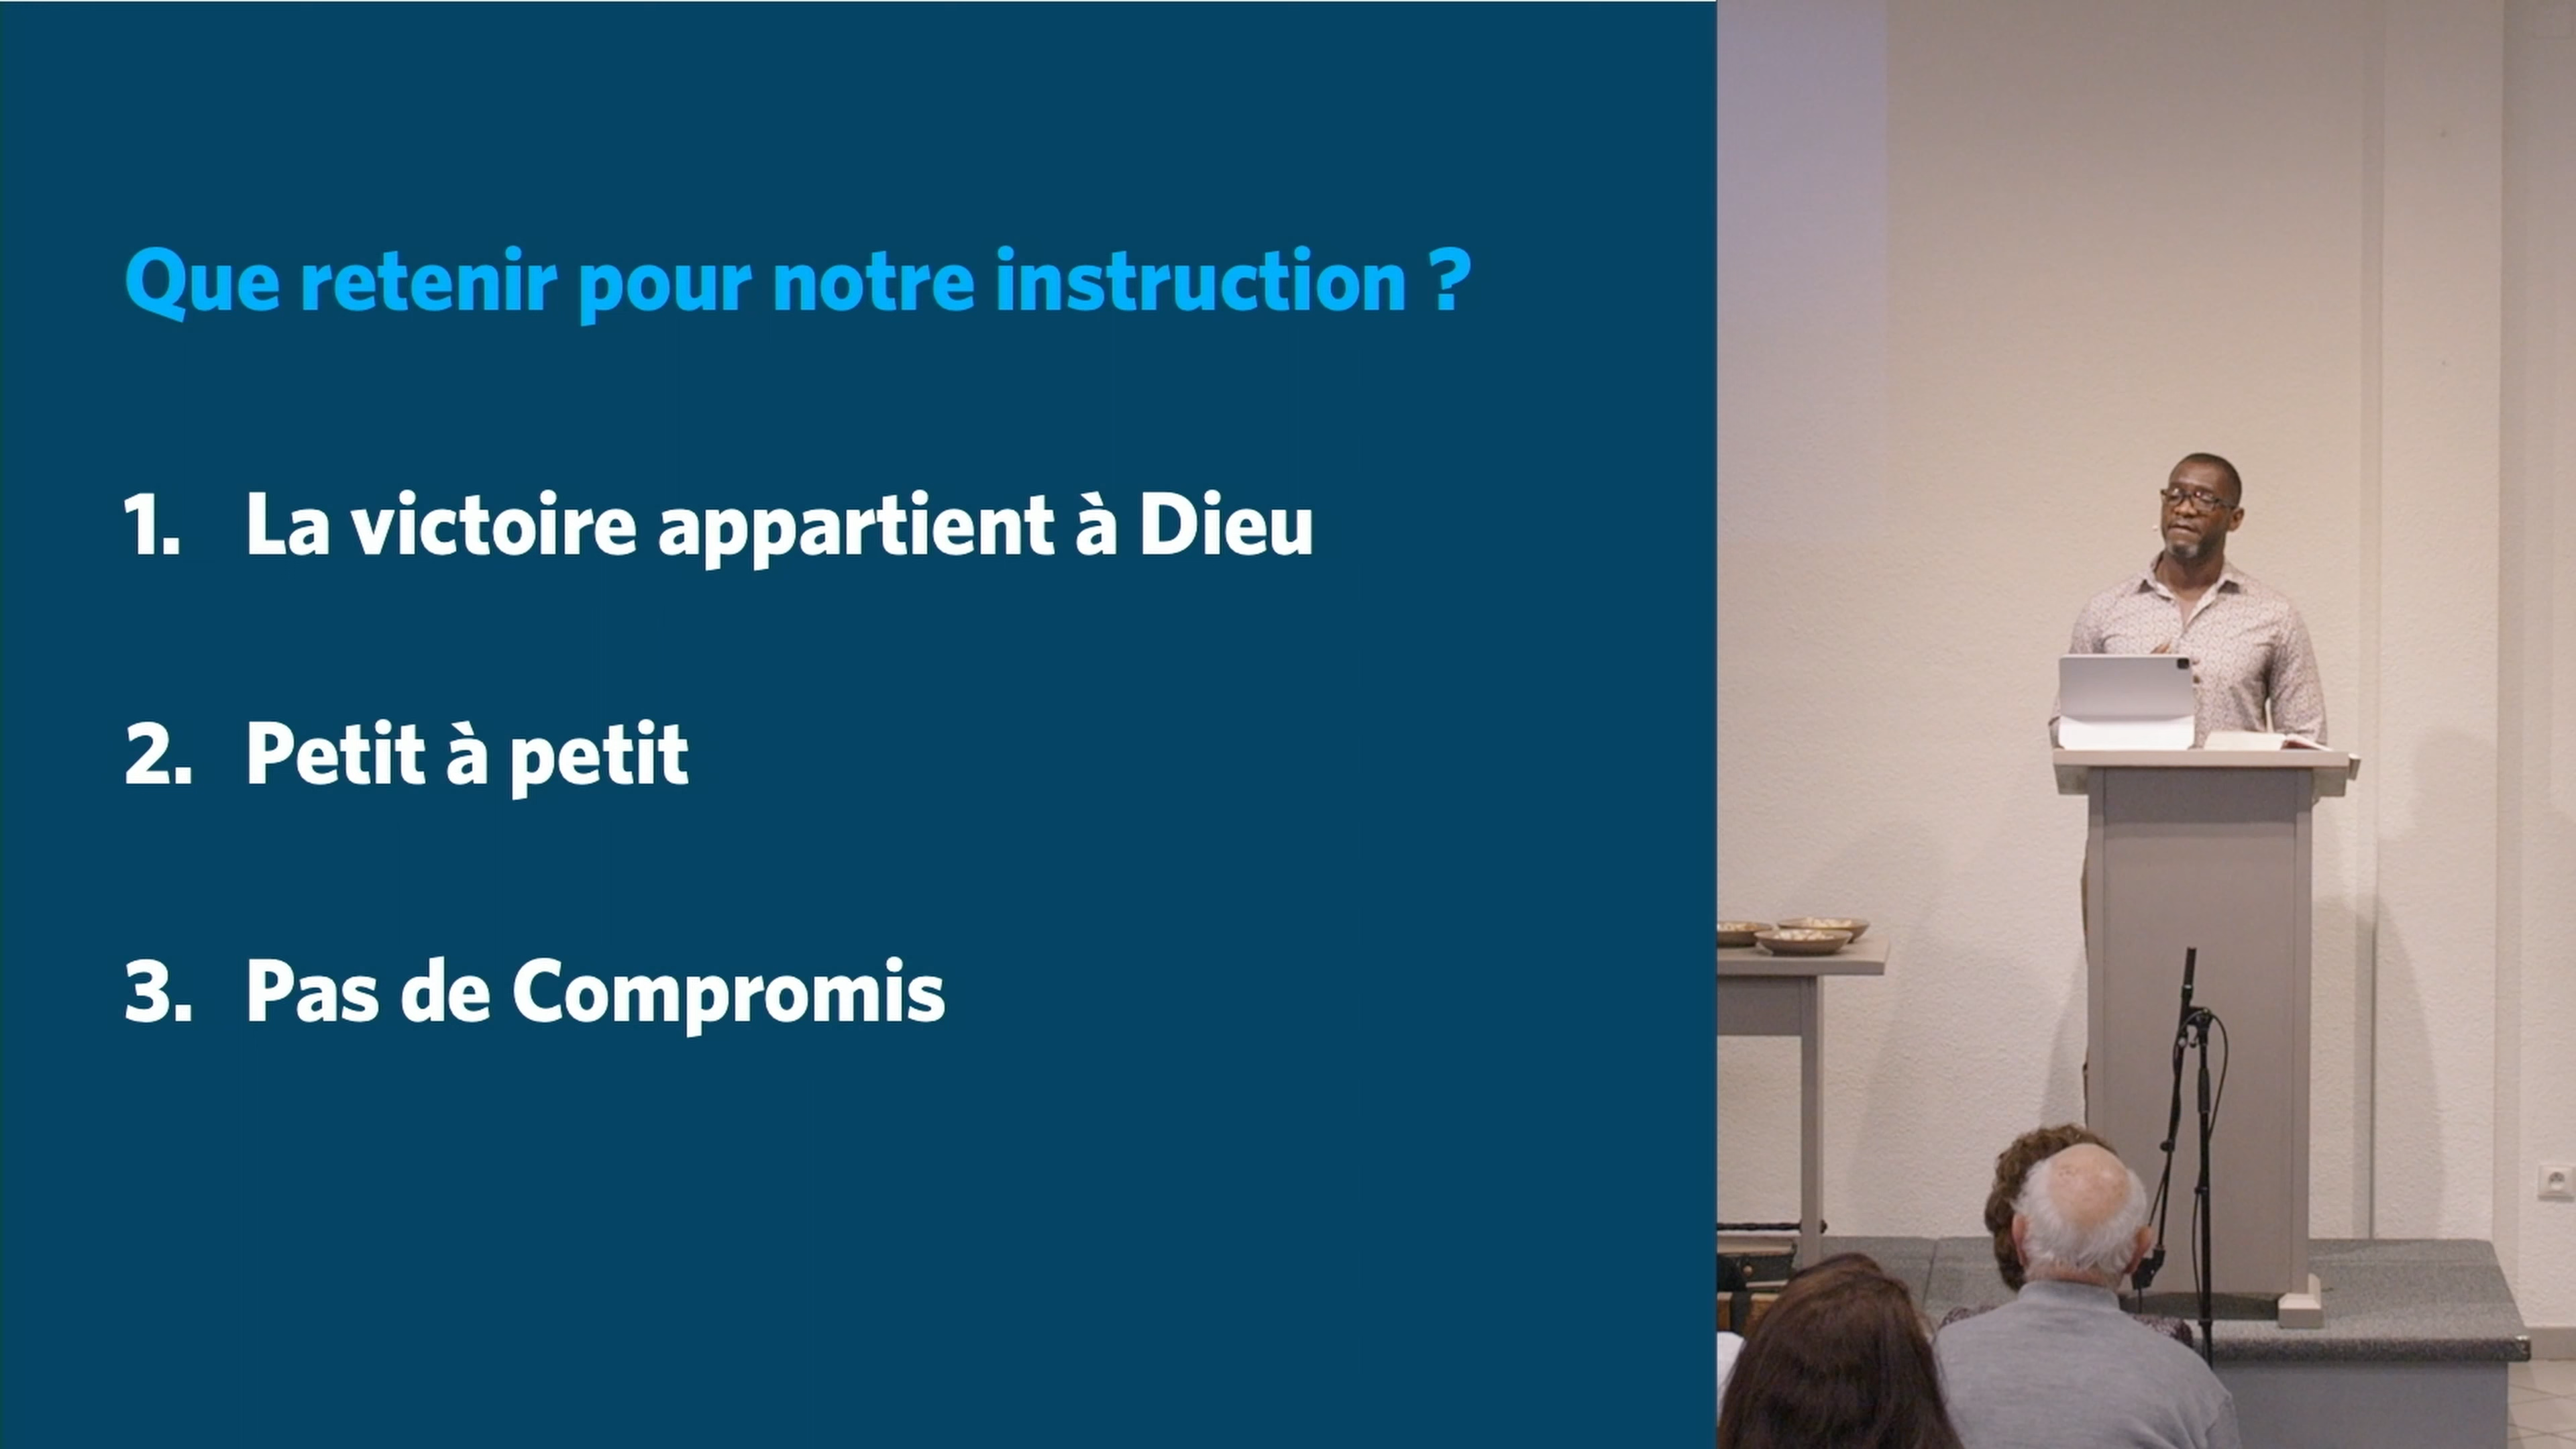 Que retenir pour notre instruction ?
1. La victoire appartient à Dieu
2. Petit à petit
3. Pas de Compromis